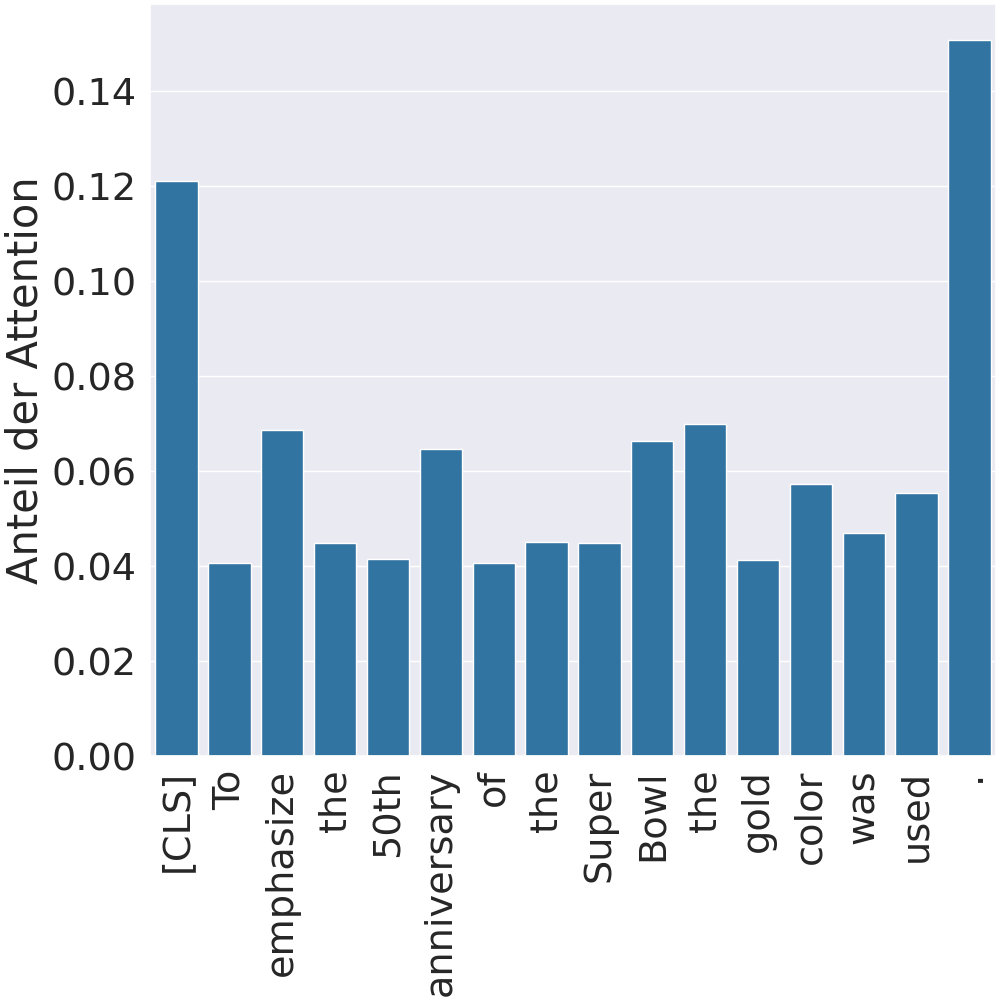 Anteil der Attention
0.14
0.12
0.10
0.08
0.06
0.04
0.02
0.00
[CLS]
To
emphasize
the
50th
anniversary
of
the
Super
Bowl
the
gold
color
was
used
.